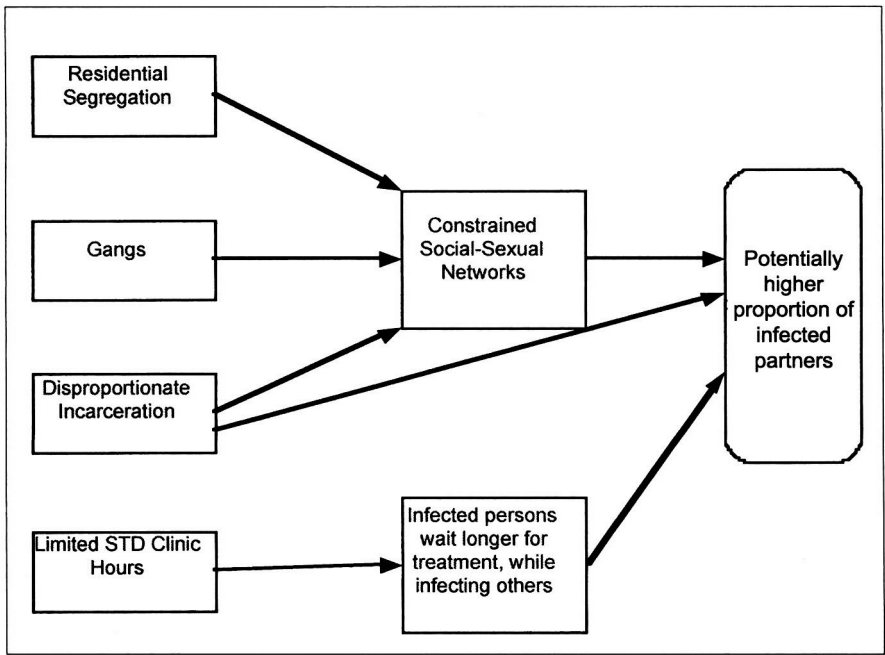 Residential
Segregation
Gangs
Disproportionate
Incarceration
Limited STD Clinic
Hours
Constrained
Social-Sexual
Networks
Infected persons
wait longer for
treatment, while
infecting others
Potentially
higher
proportion of
infected
partners